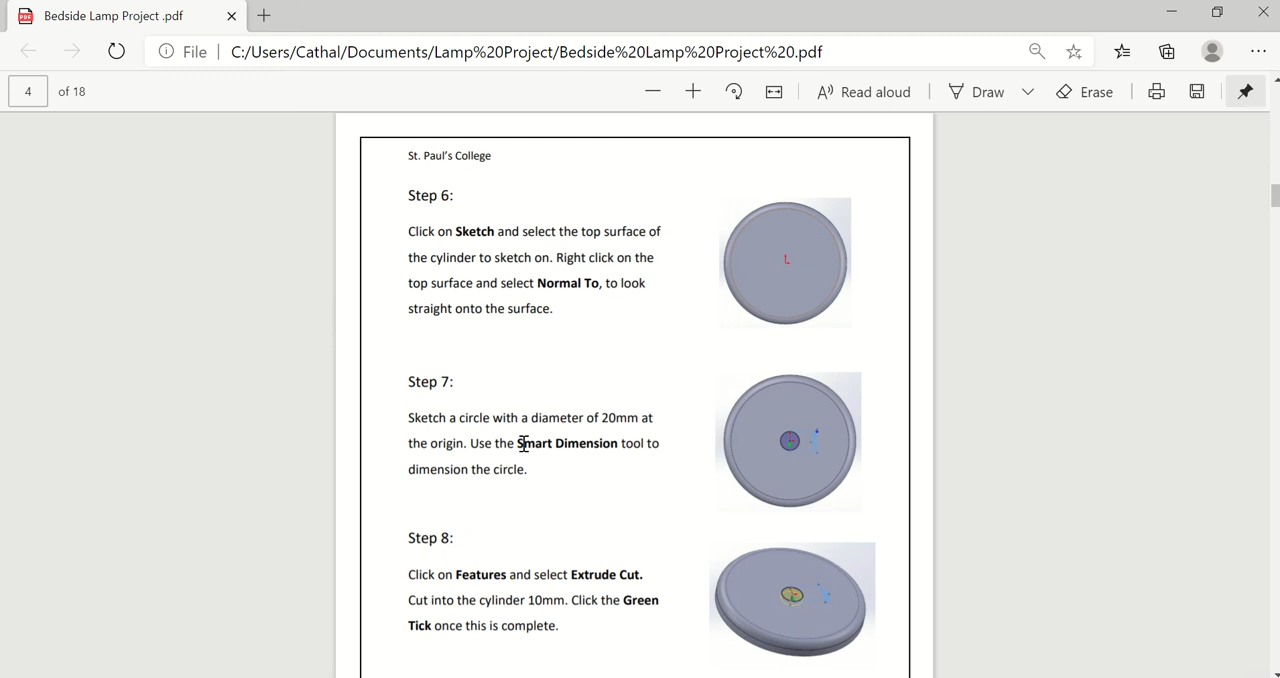 Bedside Lamp Project .pdf
File | C:/Users/Cathal/Documents/Lamp%20Project/Bedside%20Lamp%20Project%20.pdf
4 of 18
Read aloud
Draw
Erase
St. Paul's College
Step 6:
Click on Sketch and select the top surface of
the cylinder to sketch on. Right click on the
top surface and select Normal To, to look
straight onto the surface.
Step 7:
Sketch a circle with a diameter of 20mm at
the origin. Use the Smart Dimension tool to
dimension the circle.
Step 8:
Click on Features and select Extrude Cut.
Cut into the cylinder 10mm. Click the Green
Tick once this is complete.